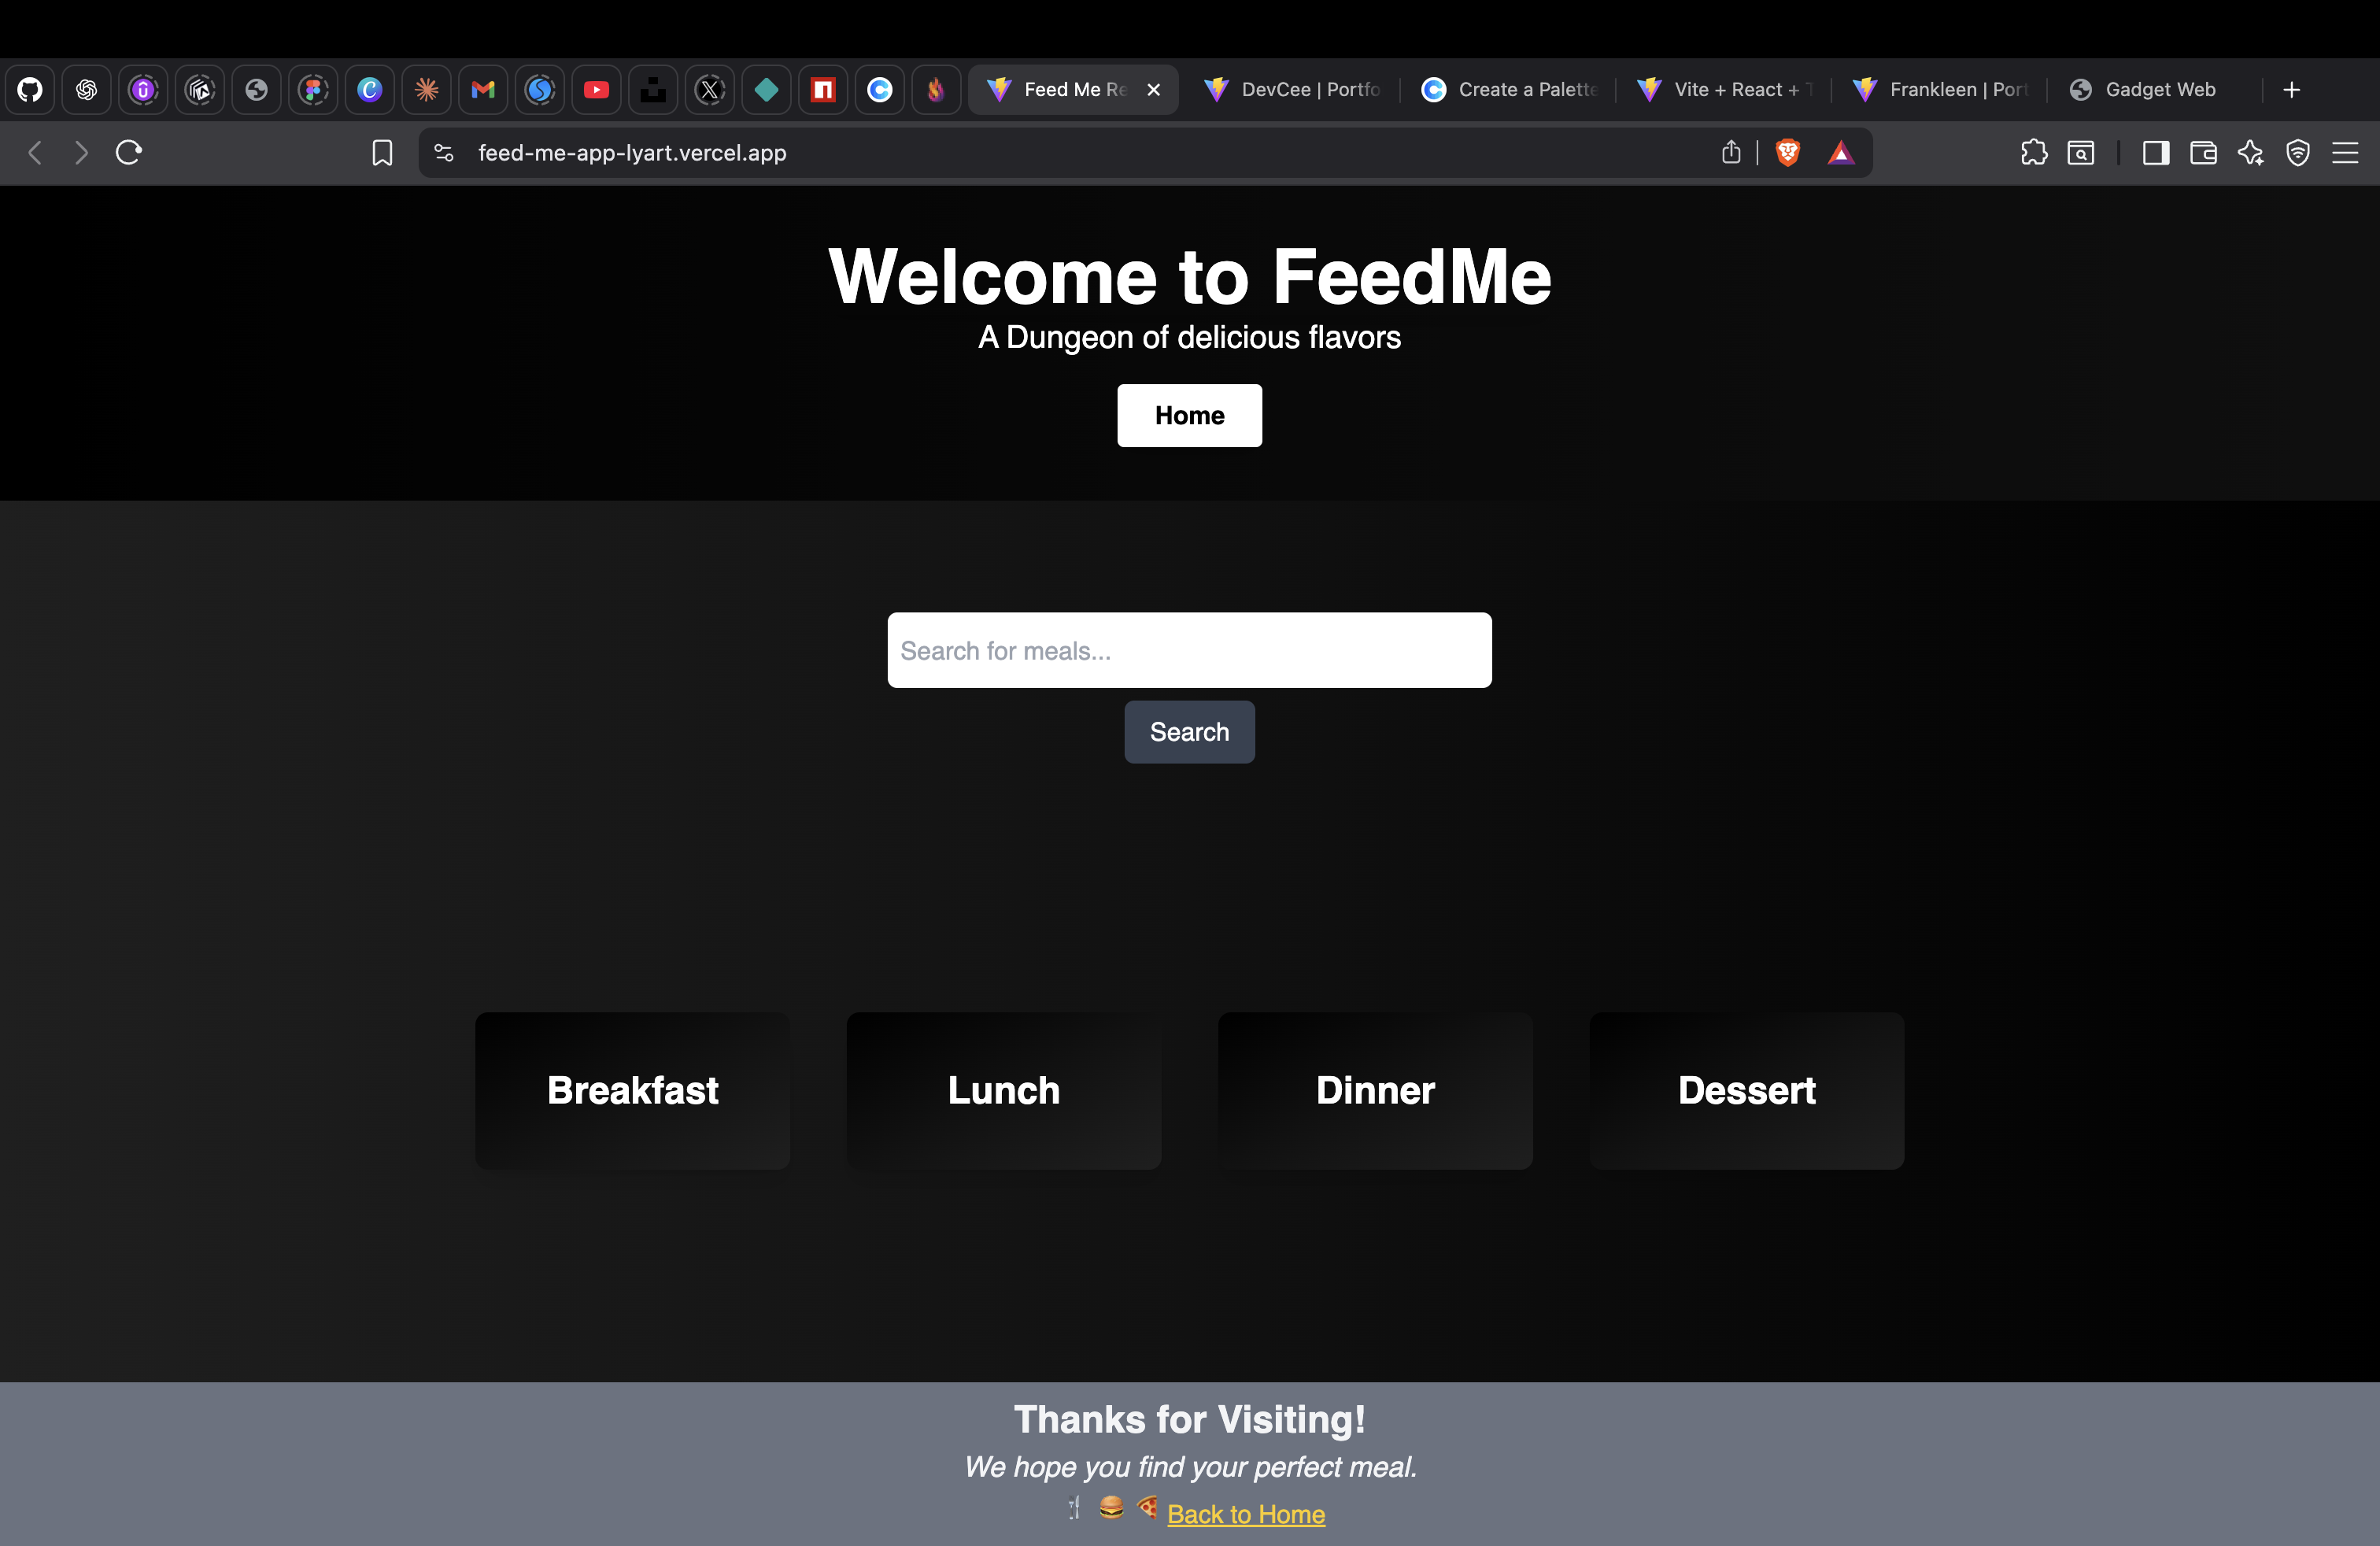 Feed Me Re
DevCee | Portfo
Create a Palette
Vite + React + T
Frankleen | Port
Gadget Web
feed-me-app-lyart.vercel.app
Welcome to FeedMe
A Dungeon of delicious flavors
Home
Search for meals...
Search
Breakfast
Lunch
Dinner
Dessert
Thanks for Visiting!
We hope you find your perfect meal.
🍴 🍔 🍕 Back to Home